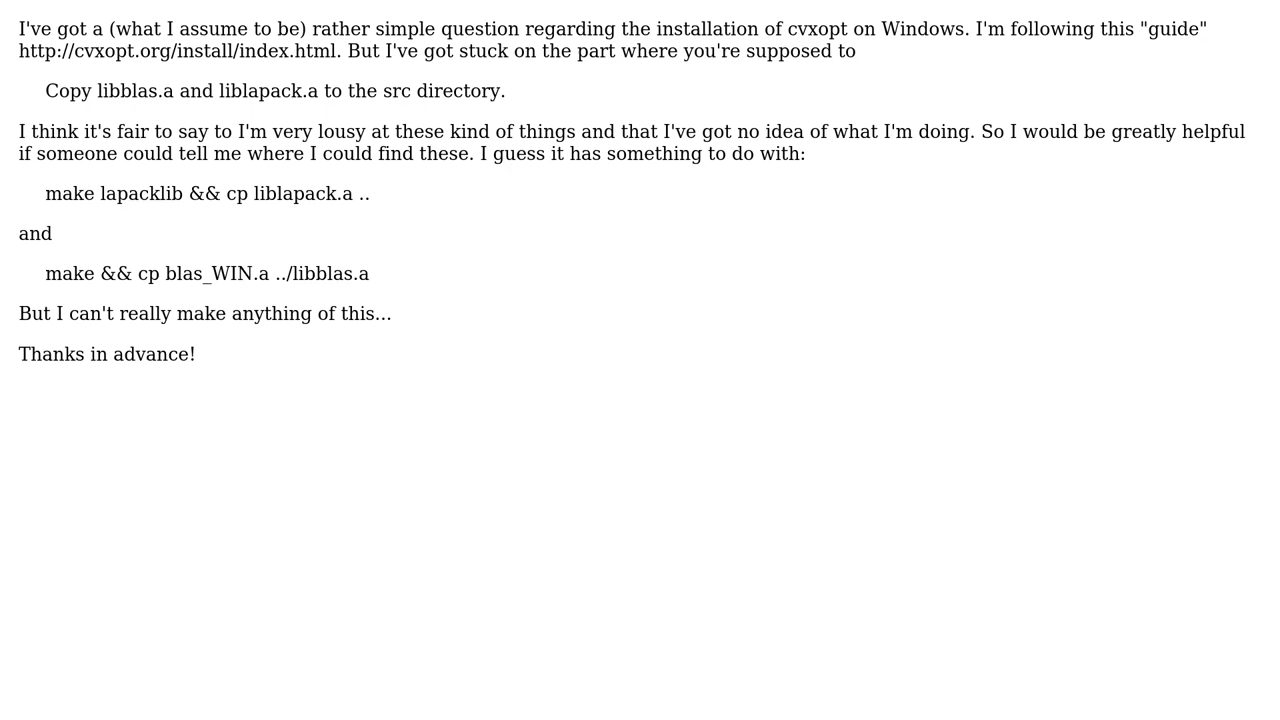 I've got a (what I assume to be) rather simple question regarding the installation of cvxopt on Windows. I'm following this "guide"
http://cvxopt.org/install/index.html. But I've got stuck on the part where you're supposed to
Copy libblas.a and liblapack.a to the src directory.
I think it's fair to say to I'm very lousy at these kind of things and that I've got no idea of what I'm doing. So I would be greatly helpful
if someone could tell me where I could find these. I guess it has something to do with:
make lapacklib && cp liblapack.a ..
and
make && cp blas_WIN.a ../libblas.a
But I can't really make anything of this...
Thanks in advance!